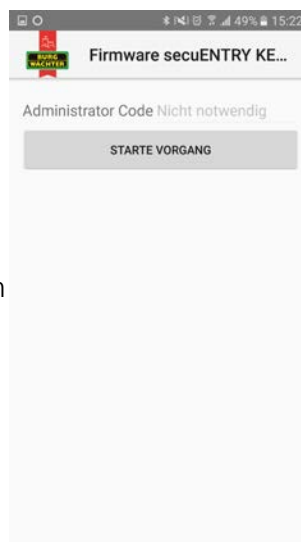 49% 15:22
BURG
WÄCHTER
Firmware secuENTRY KE...
Administrator Code Nicht notwendig
STARTE VORGANG
n